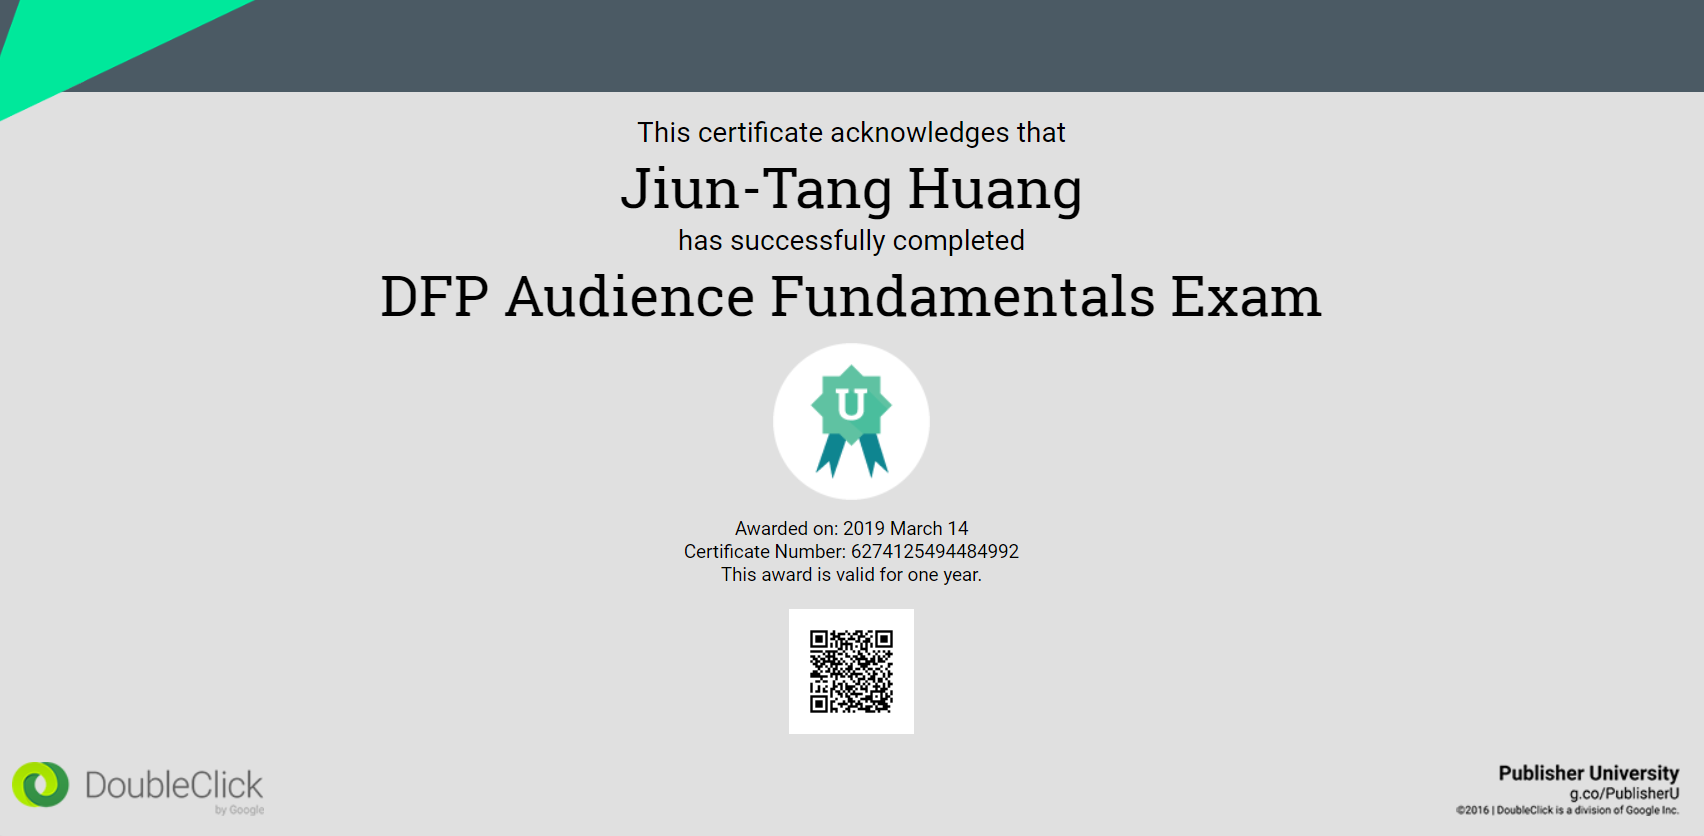 This certificate acknowledges that
Jiun-Tang Huang
has successfully completed
DFP Audience Fundamentals Exam
U
Awarded on: 2019 March 14
Certificate Number: 6274125494484992
This award is valid for one year.
DoubleClick
by Google
Publisher University
g.co/PublisherU
©2016 | DoubleClick is a division of Google Inc.